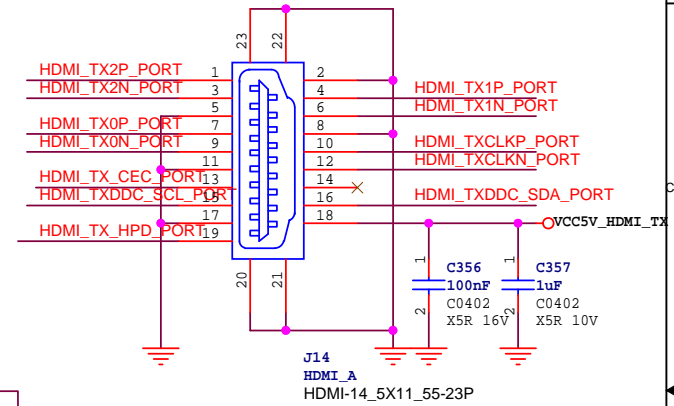 23
22
HDMI_TX2P_PORT 1
2
HDMI_TX2N_PORT 3
4 HDMI_TX1P_PORT
5
6 HDMI_TX1N_PORT
HDMI_TX0P_PORT 7
8
HDMI_TX0N_PORT 9
10 HDMI_TXCLKP_PORT
11
12 HDMI_TXCLKN_PORT
HDMI_TX_CEC_PORT 13
14
HDMI_TXDDC_SCL_PORT 15
16 HDMI_TXDDC_SDA_PORT
17
18 VCC5V_HDMI_TX
HDMI_TX_HPD_PORT 19
20
21
1
C356
100nF
C0402
X5R 16V
2
1
C357
1uF
C0402
X5R 10V
2
J14
HDMI_A
HDMI-14_5X11_55-23P
C